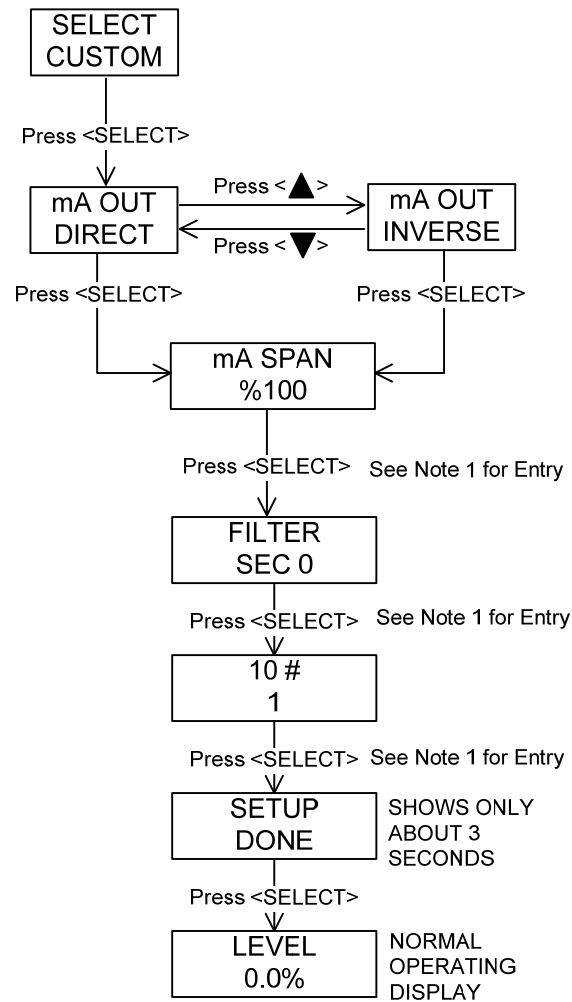 SELECT
CUSTOM
Press <SELECT>
mA OUT
DIRECT
Press <▲>
Press <▼>
mA OUT
INVERSE
Press <SELECT>
Press <SELECT>
mA SPAN
%100
Press <SELECT>
See Note 1 for Entry
FILTER
SEC 0
Press <SELECT>
See Note 1 for Entry
10 #
1
Press <SELECT>
See Note 1 for Entry
SETUP
DONE
SHOWS ONLY
ABOUT 3
SECONDS
Press <SELECT>
LEVEL
0.0%
NORMAL
OPERATING
DISPLAY